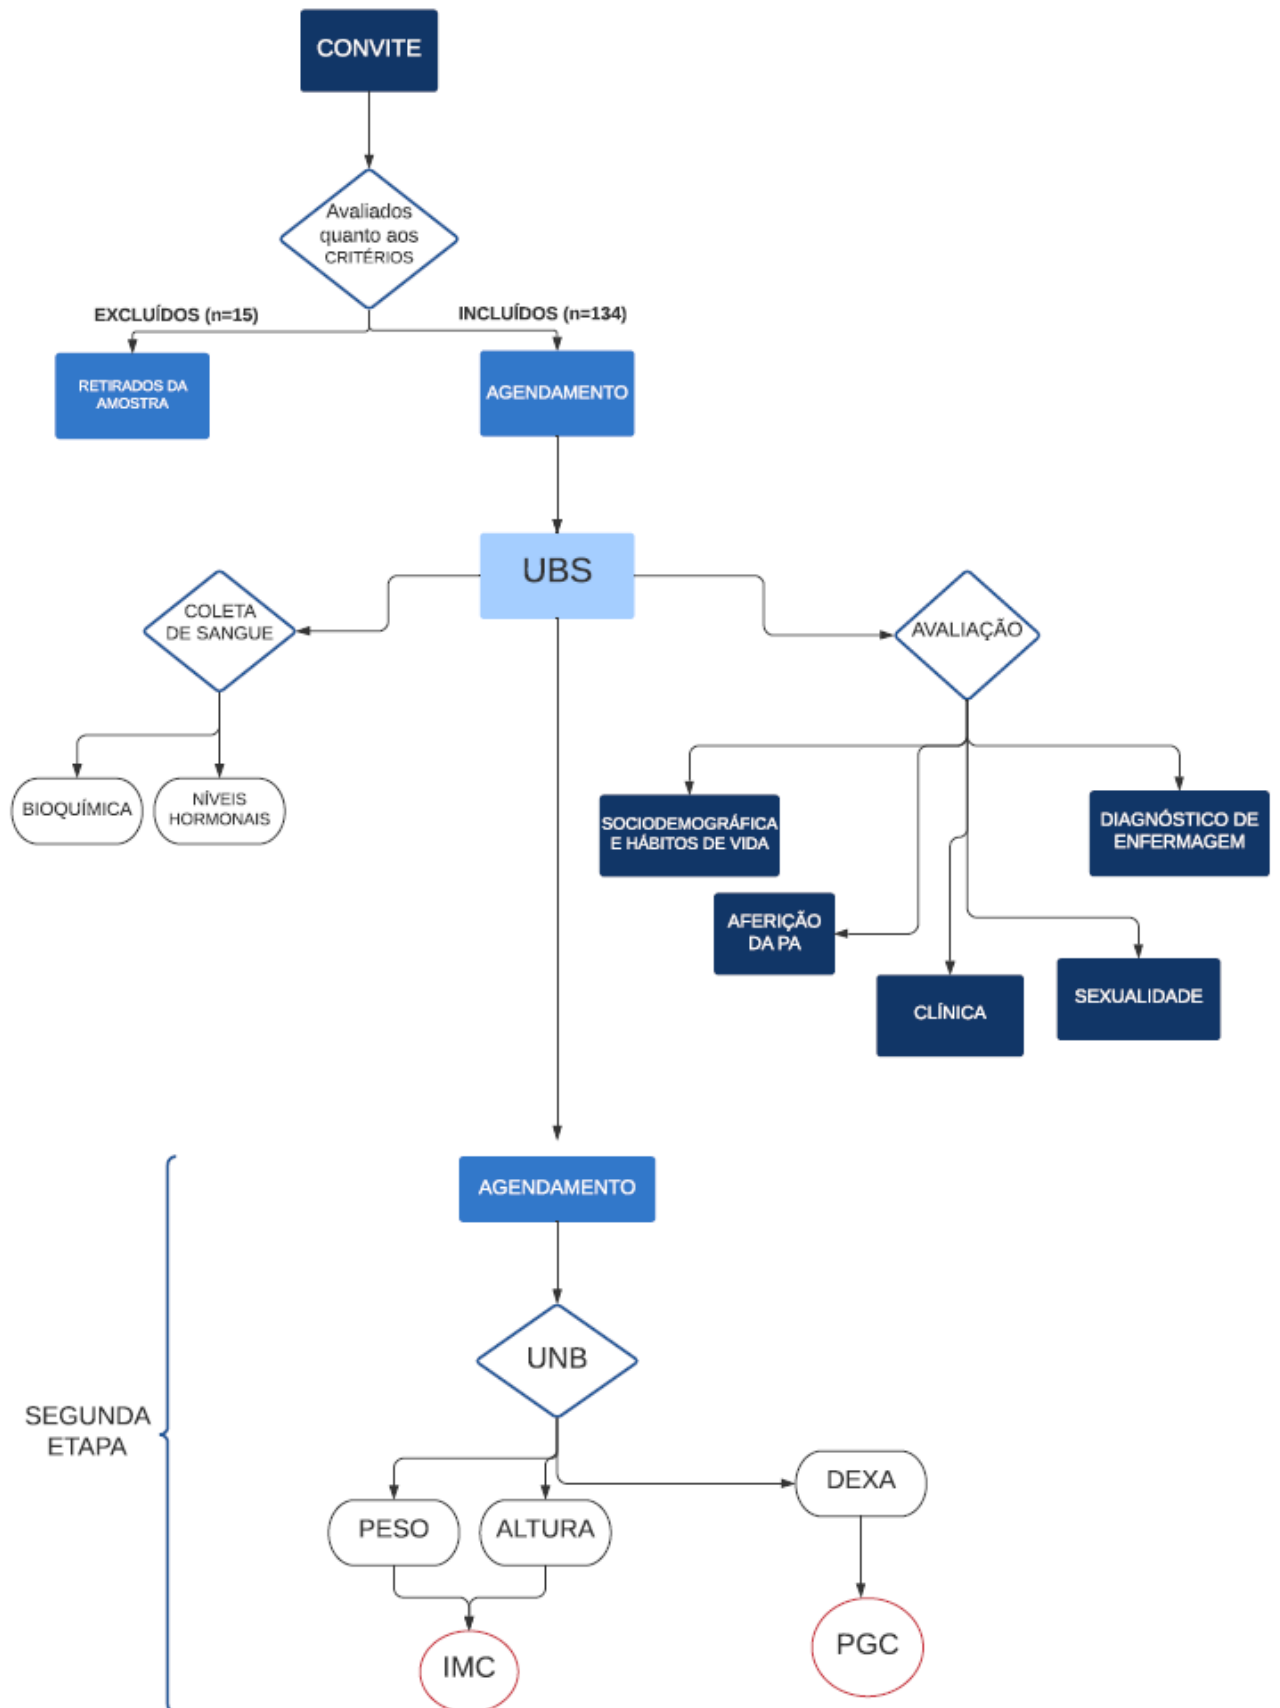 CONVITE
Avaliados
quanto aos
CRITÉRIOS
EXCLUÍDOS (n=15)
INCLUÍDOS (n=134)
RETIRADOS DA
AMOSTRA
AGENDAMENTO
UBS
COLETA
DE SANGUE
AVALIAÇÃO
BIOQUÍMICA
NÍVEIS
HORMONAIS
SOCIODEMOGRÁFICA
E HÁBITOS DE VIDA
DIAGNÓSTICO DE
ENFERMAGEM
AFERIÇÃO
DA PA
CLÍNICA
SEXUALIDADE
AGENDAMENTO
UNB
SEGUNDA
ETAPA
PESO
ALTURA
DEXA
IMC
PGC